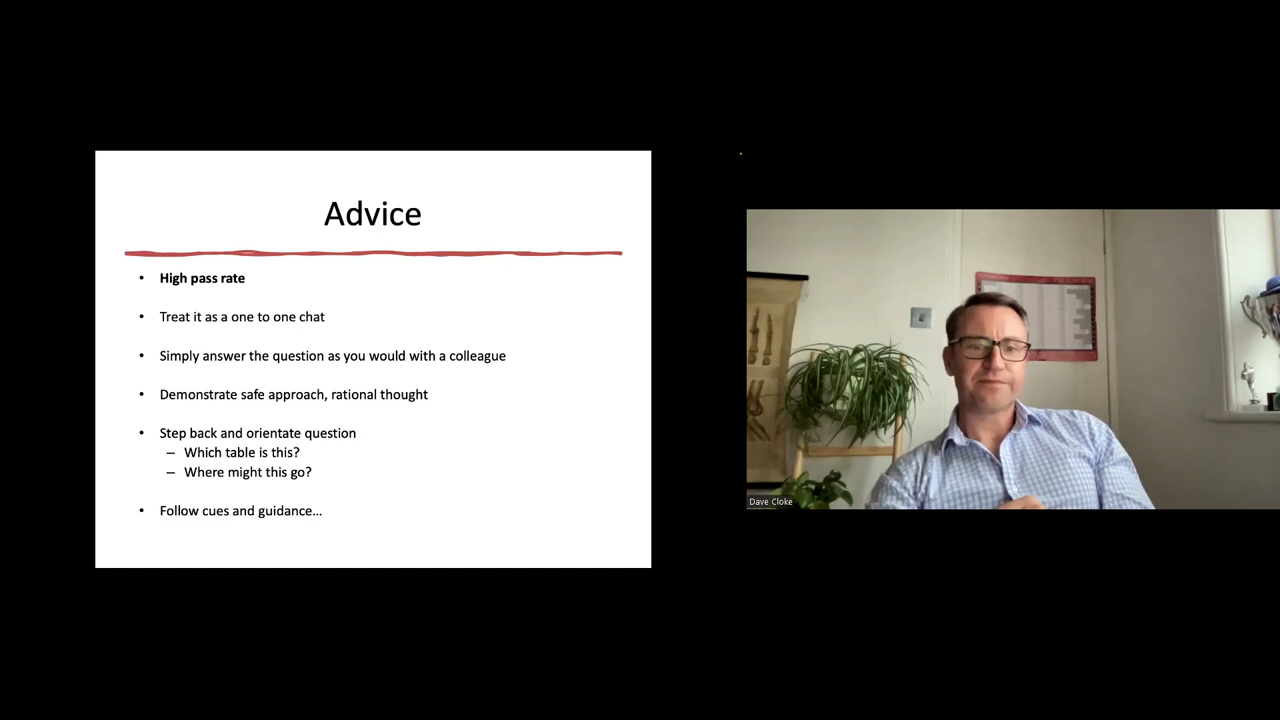 Advice
• High pass rate
• Treat it as a one to one chat
• Simply answer the question as you would with a colleague
• Demonstrate safe approach, rational thought
• Step back and orientate question
– Which table is this?
– Where might this go?
• Follow cues and guidance...
Dave Cloke